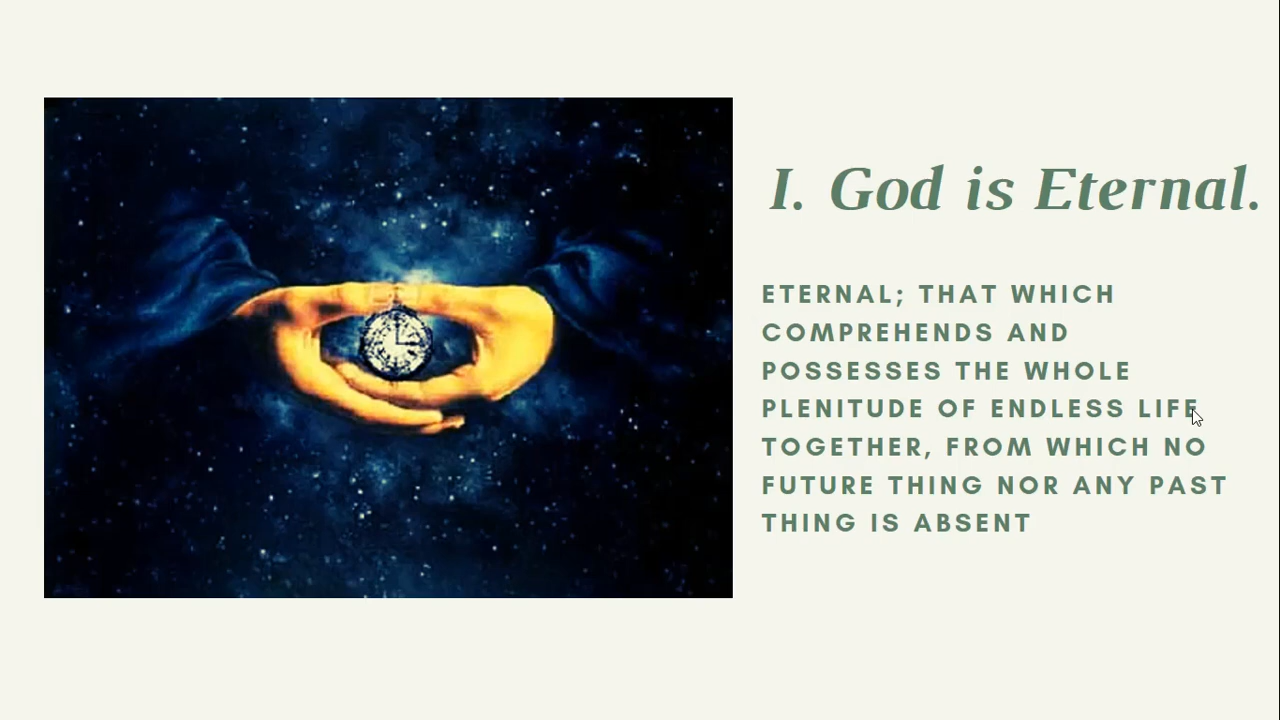 I. God is Eternal.
ETERNAL; THAT WHICH
COMPREHENDS AND
POSSESSES THE WHOLE
PLENITUDE OF ENDLESS LIFE
TOGETHER, FROM WHICH NO
FUTURE THING NOR ANY PAST
THING IS ABSENT